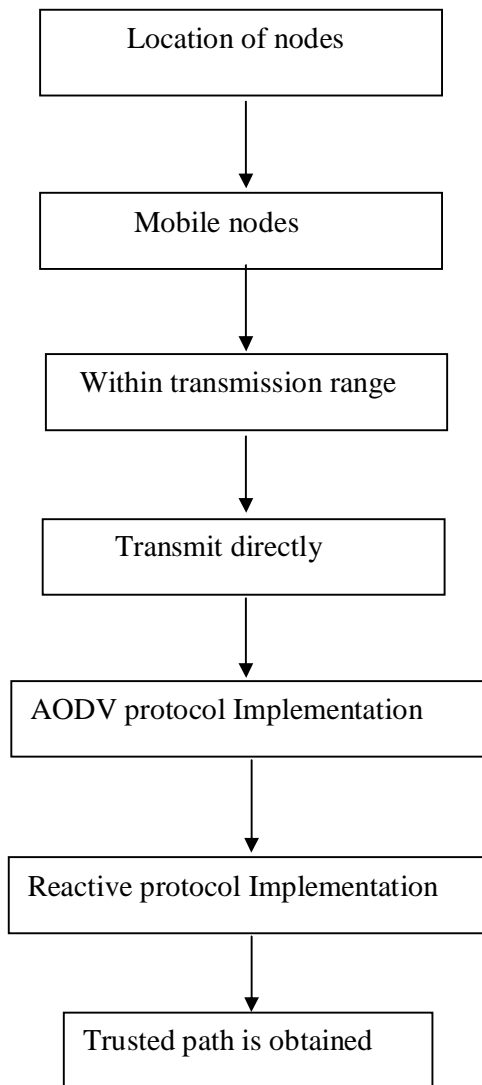 Location of nodes
Mobile nodes
Within transmission range
Transmit directly
AODV protocol Implementation
Reactive protocol Implementation
Trusted path is obtained